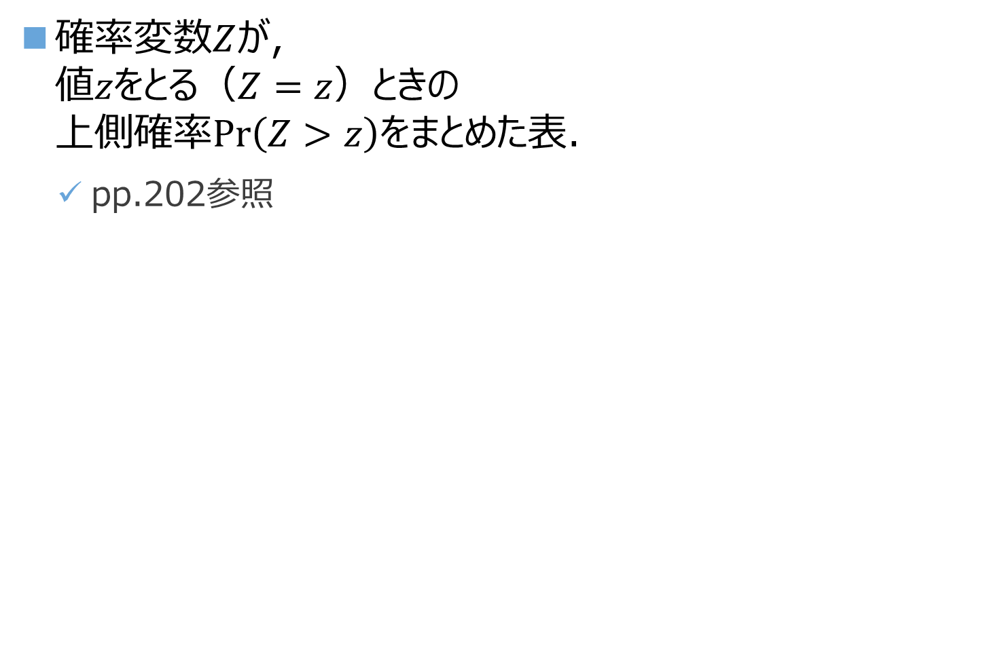 確率変数Zが,
値zをとる（Z = z）ときの
上側確率Pr(Z > z)をまとめた表.
pp.202参照